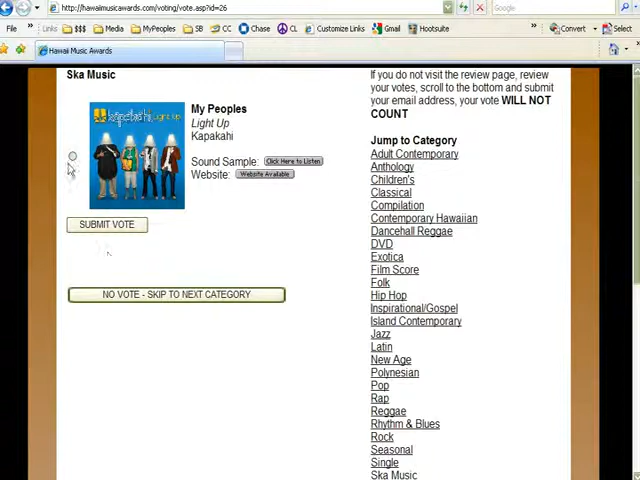 http://hawaiimusicawards.com/voting/vote.asp?id=26
Google
File
»
Links
$$$
Media
MyPeoples
Blogs
Chase
CL
Customize Links
Gmail
Hootsuite
»
Convert
Select
SB
Hawaii Music Awards
Ska Music
Light Up
My Peoples
Light Up
Kapakahi
Sound Sample: Click Here to Listen
Website: Website Available
SUBMIT VOTE
NO VOTE - SKIP TO NEXT CATEGORY
If you do not visit the review page, review
your votes, scroll to the bottom and submit
your email address, your vote WILL NOT
COUNT
Jump to Category
Adult Contemporary
Anthology
Children's
Classical
Compilation
Contemporary Hawaiian
Dancehall Reggae
DVD
Exotica
Film Score
Folk
Hip Hop
Inspirational/Gospel
Island Contemporary
Jazz
Latin
New Age
Polynesian
Pop
Rap
Reggae
Rhythm & Blues
Rock
Seasonal
Single
Ska Music